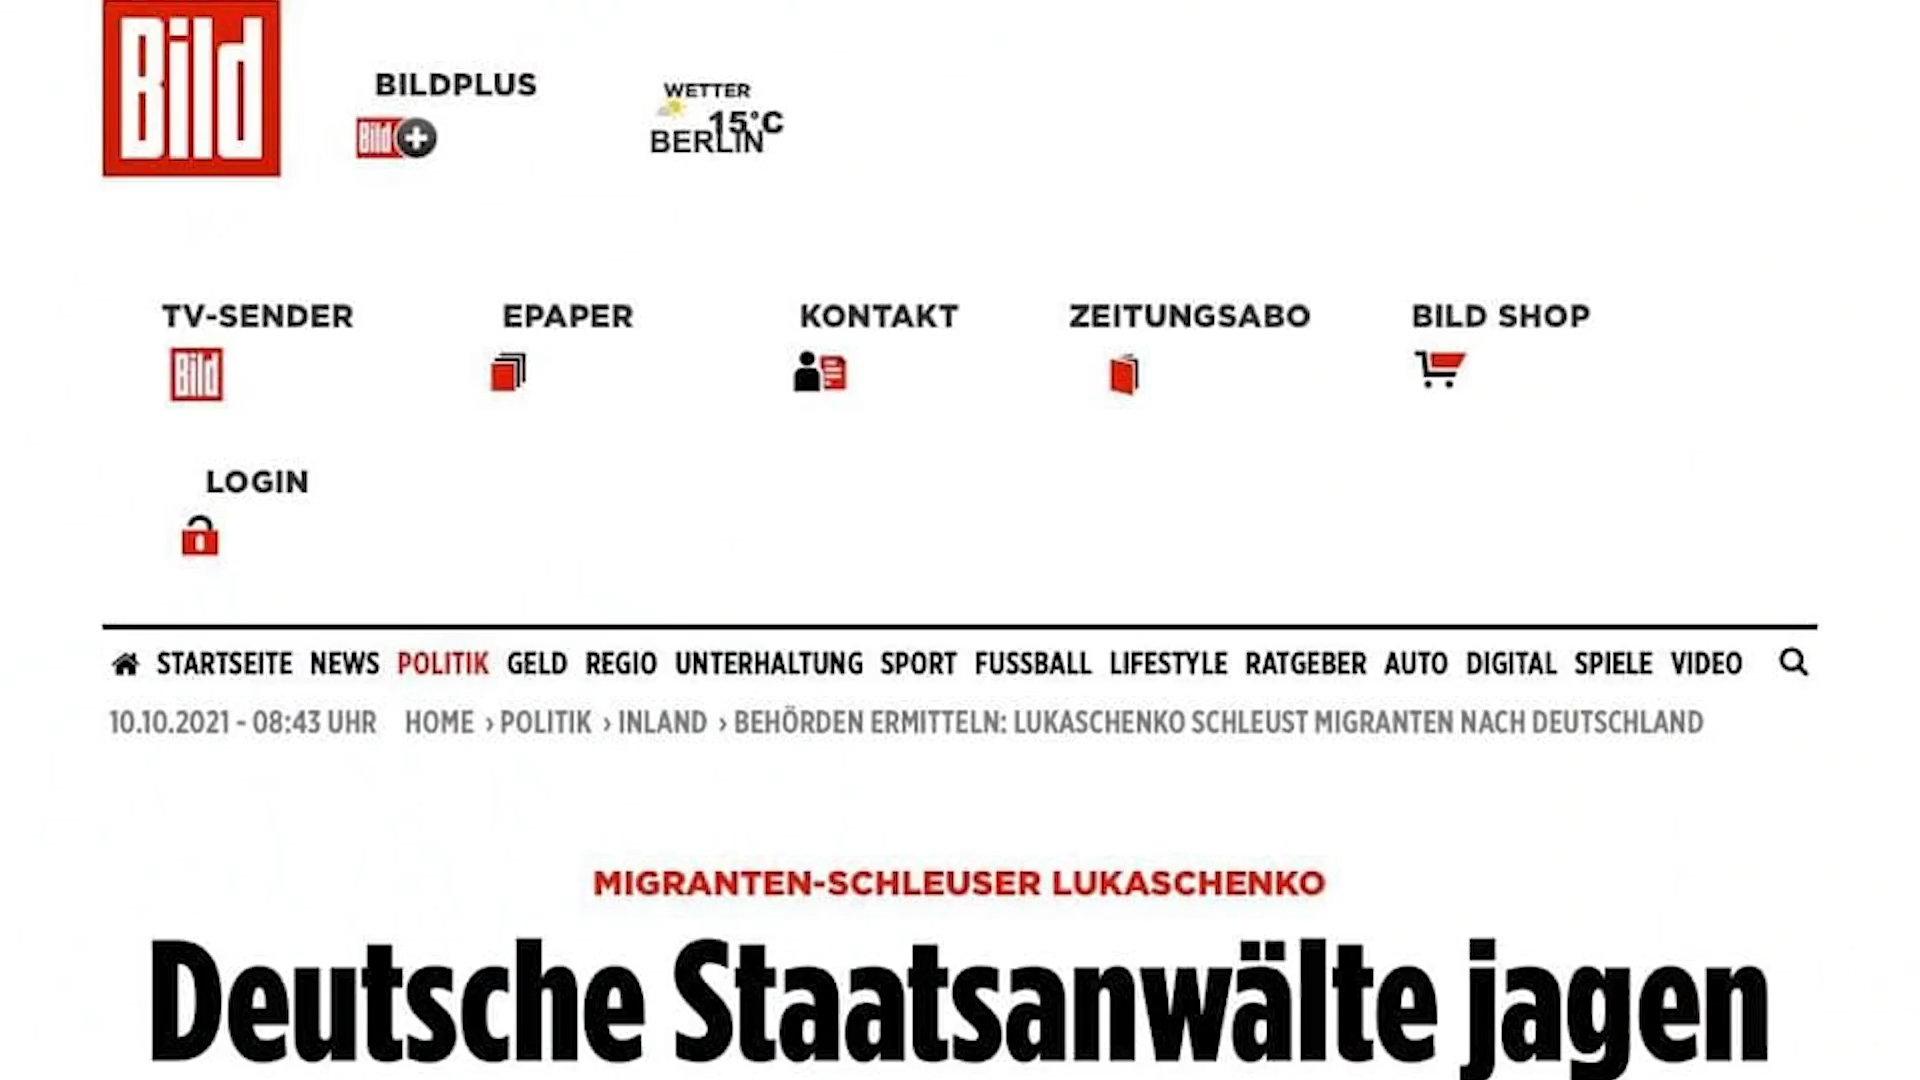 Bild
BILDPLUS
Bild
WETTER
15°C
BERLIN
TV-SENDER EPAPER KONTAKT ZEITUNGSABO BILD SHOP
Bild
LOGIN
STARTSEITE NEWS POLITIK GELD REGIO UNTERHALTUNG SPORT FUSSBALL LIFESTYLE RATGEBER AUTO DIGITAL SPIELE VIDEO
10.10.2021 - 08:43 UHR HOME › POLITIK › INLAND › BEHÖRDEN ERMITTELN: LUKASCHENKO SCHLEUST MIGRANTEN NACH DEUTSCHLAND
MIGRANTEN-SCHLEUSER LUKASCHENKO
Deutsche Staatsanwälte jagen